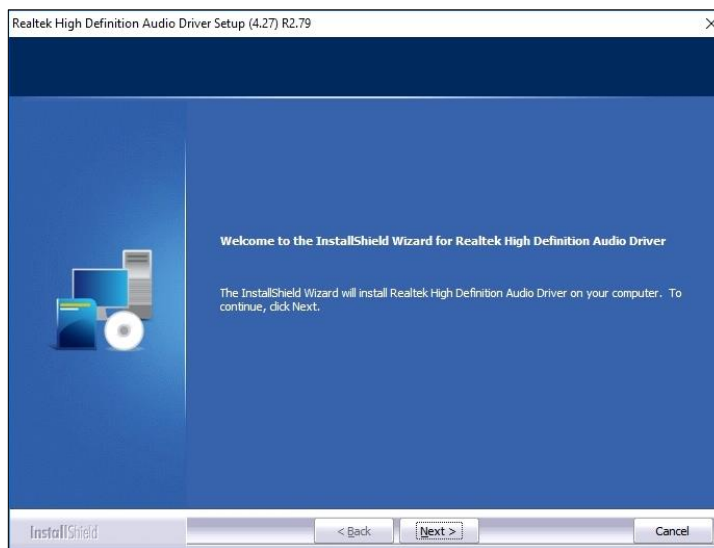 Realtek High Definition Audio Driver Setup (4.27) R2.79
Welcome to the InstallShield Wizard for Realtek High Definition Audio Driver
The InstallShield Wizard will install Realtek High Definition Audio Driver on your computer. To
continue, click Next.
InstallShield
< Back
Next >
Cancel